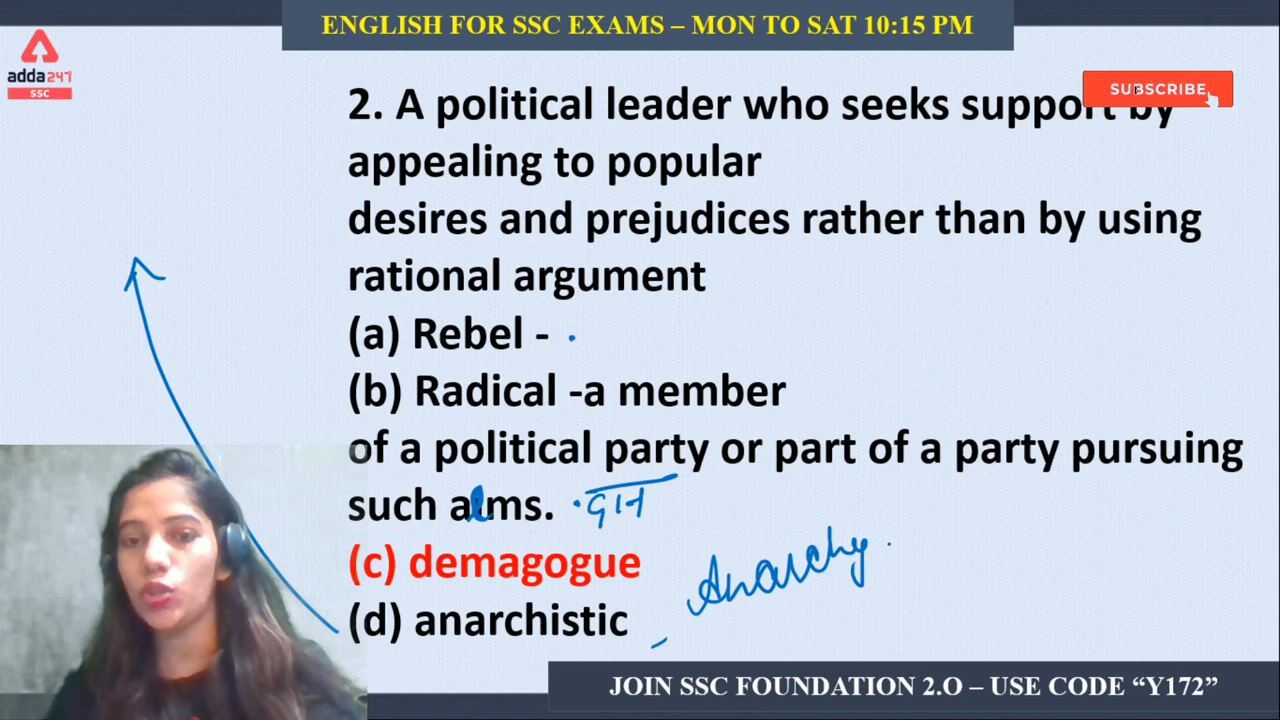 ENGLISH FOR SSC EXAMS – MON TO SAT 10:15 PM
adda247
SSC
SUBSCRIBE
2. A political leader who seeks support by
appealing to popular
desires and prejudices rather than by using
rational argument
(a) Rebel -
(b) Radical -a member
of a political party or part of a party pursuing
such alms.
(c) demagogue
(d) anarchistic
Anarchy
JOIN SSC FOUNDATION 2.O – USE CODE “Y172”